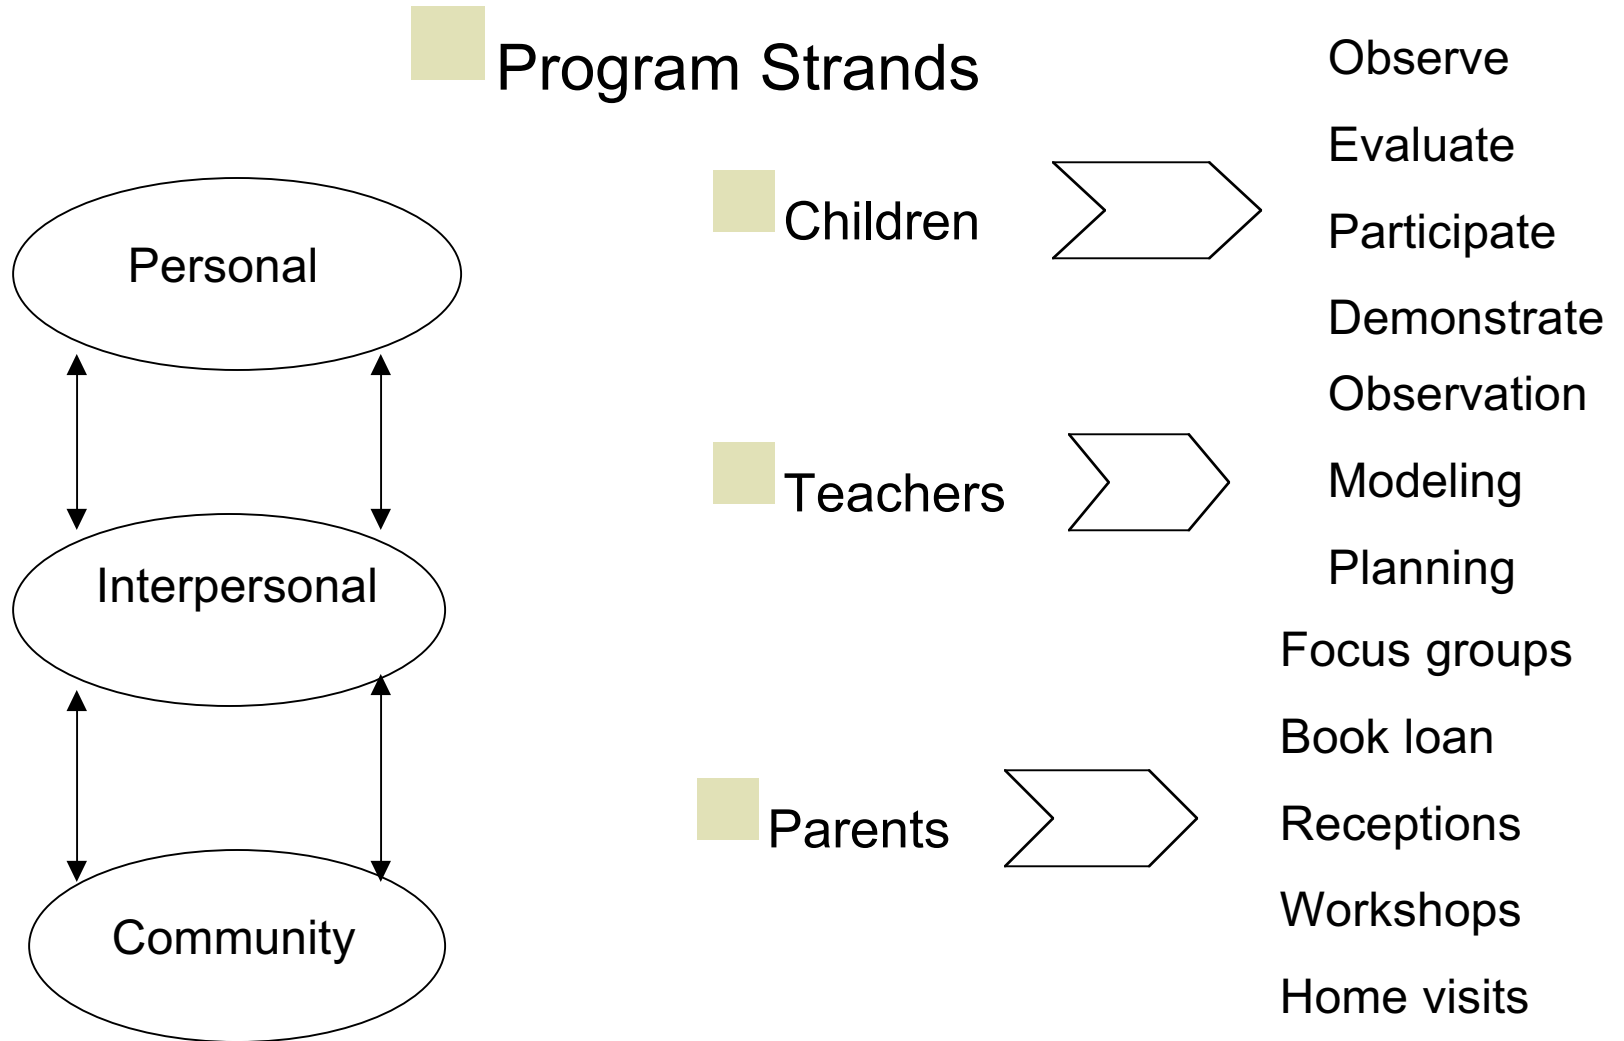 Program Strands
Personal
Interpersonal
Community
Children
Observe
Evaluate
Participate
Demonstrate
Teachers
Observation
Modeling
Planning
Parents
Focus groups
Book loan
Receptions
Workshops
Home visits